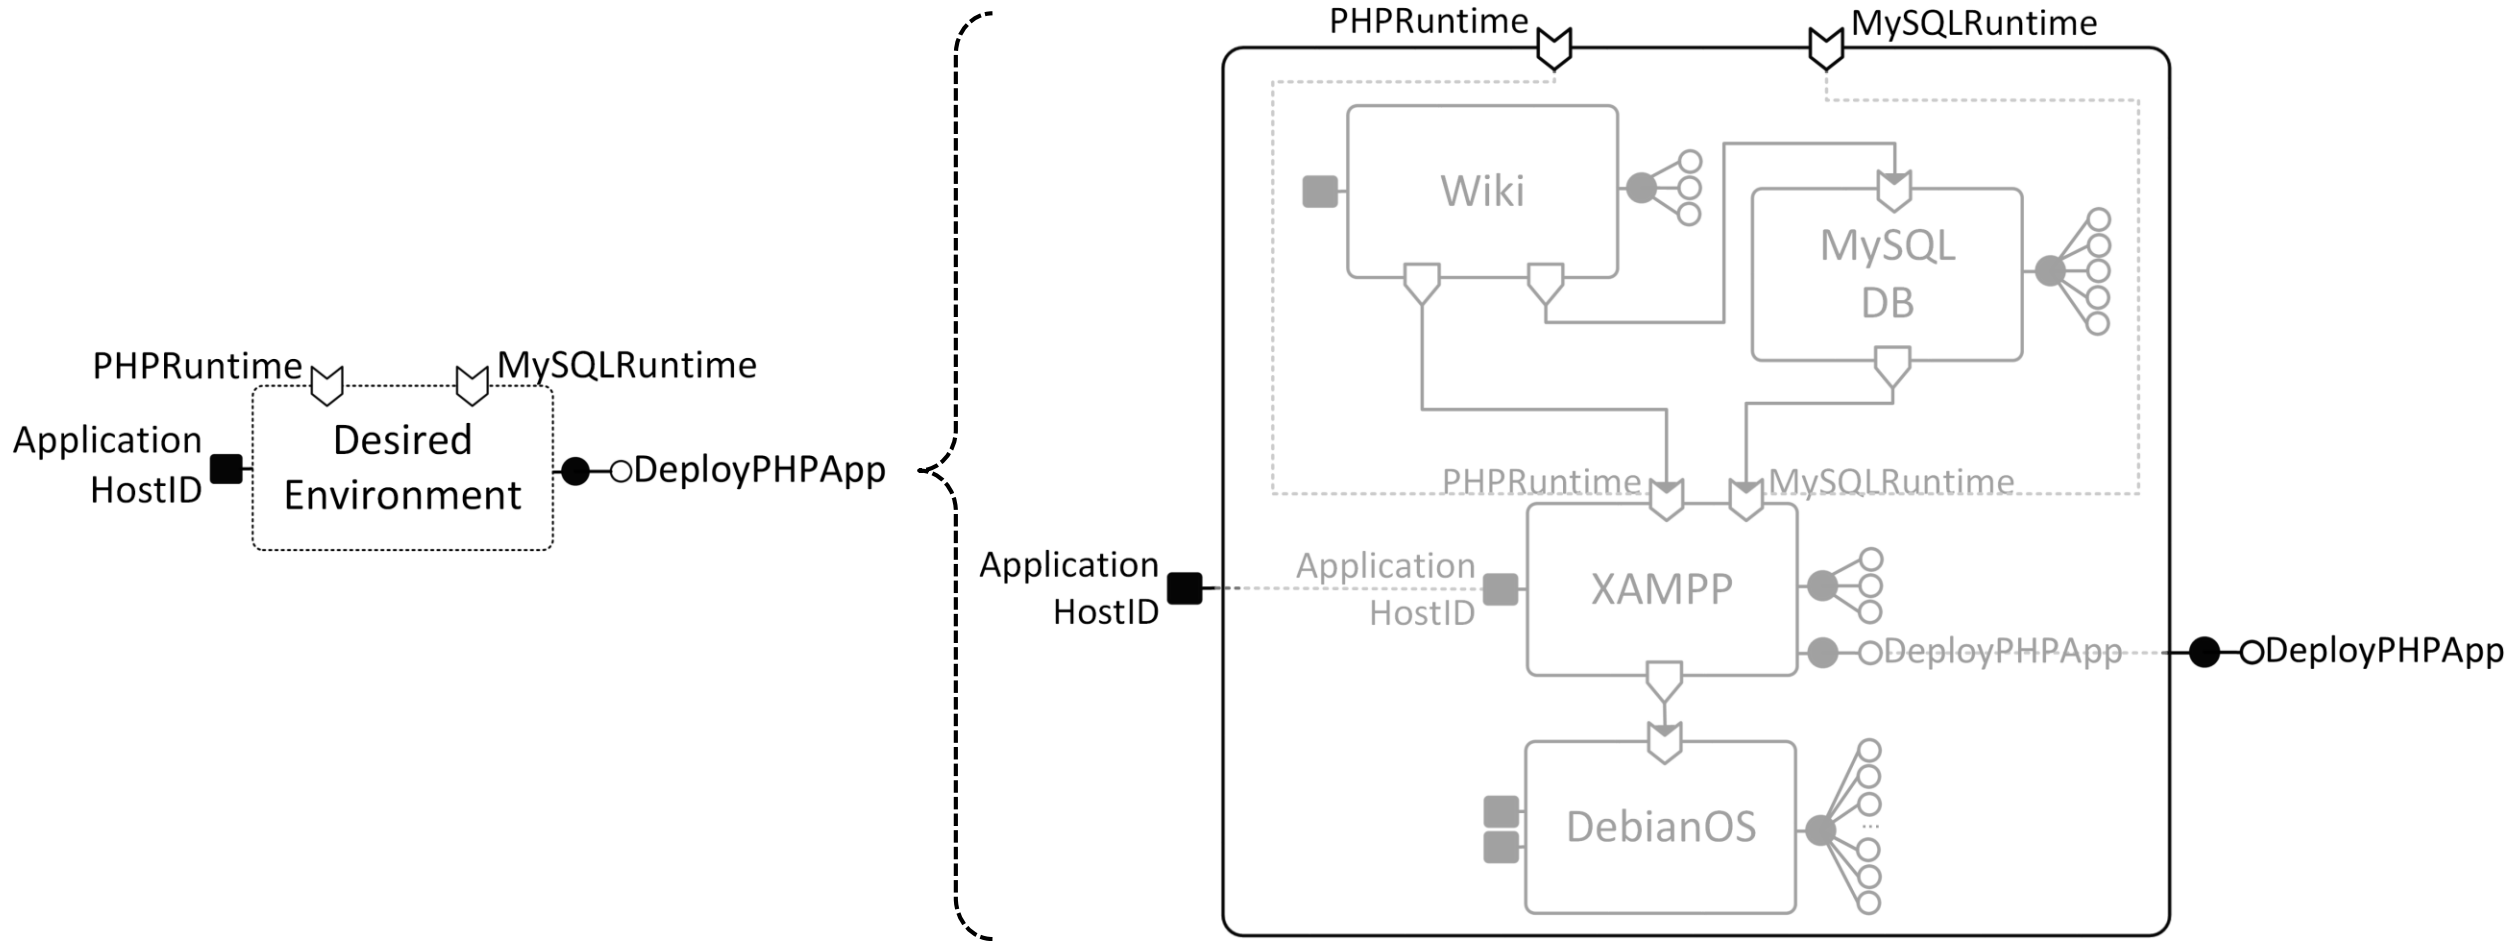 PHPRuntime
MySQLRuntime
Application
HostID
Desired
Environment
DeployPHPApp
PHPRuntime
MySQLRuntime
Wiki
MySQL
DB
PHPRuntime
MySQLRuntime
Application
HostID
Application
HostID
XAMPP
DeployPHPApp
DeployPHPApp
DebianOS
...